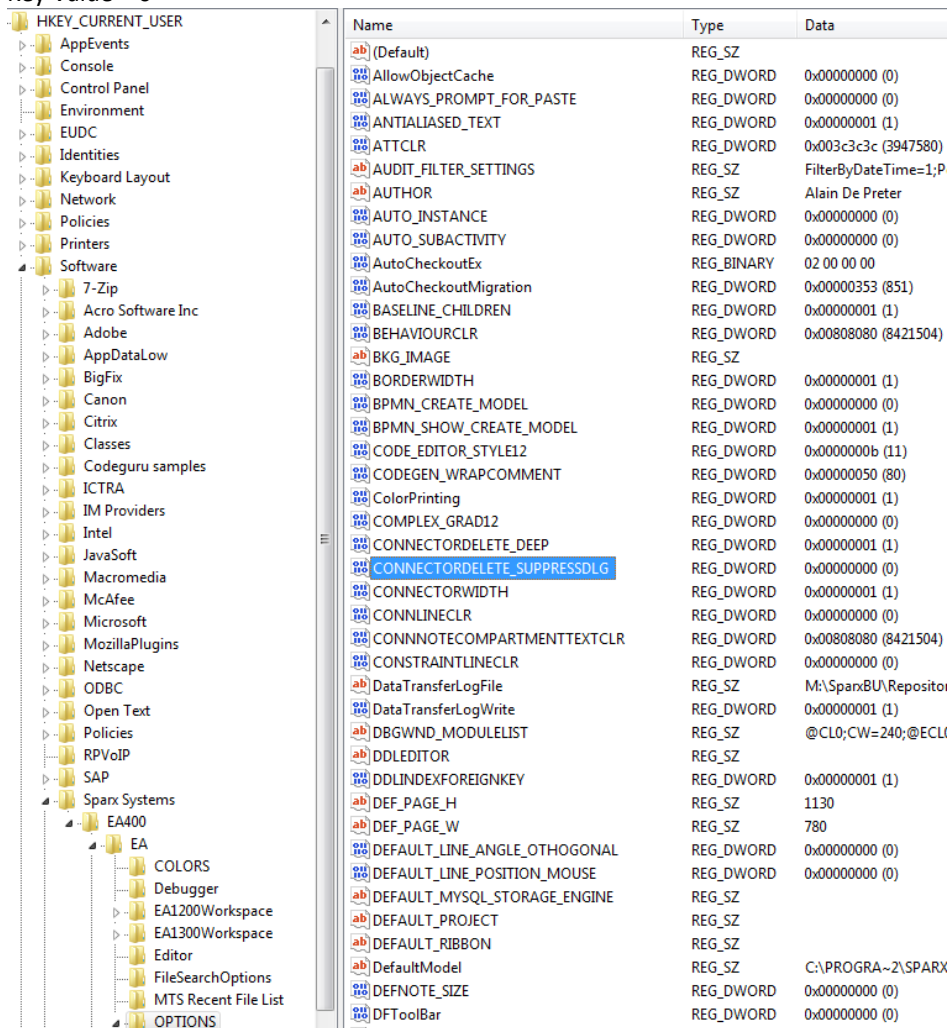 HKEY_CURRENT_USER
AppEvents
Console
Control Panel
Environment
EUDC
Identities
Keyboard Layout
Network
Policies
Printers
Software
7-Zip
Acro Software Inc
Adobe
AppDataLow
BigFix
Canon
Citrix
Classes
Codeguru samples
ICTRA
IM Providers
Intel
JavaSoft
Macromedia
McAfee
Microsoft
MozillaPlugins
Netscape
ODBC
Open Text
Policies
RPVoIP
SAP
Sparx Systems
EA400
EA
COLORS
Debugger
EA1200Workspace
EA1300Workspace
Editor
FileSearchOptions
MTS Recent File List
OPTIONS
Name Type Data
(Default) REG_SZ
AllowObjectCache REG_DWORD 0x00000000 (0)
ALWAYS_PROMPT_FOR_PASTE REG_DWORD 0x00000000 (0)
ANTIALIASED_TEXT REG_DWORD 0x00000001 (1)
ATTCLR REG_DWORD 0x003c3c3c (3947580)
AUDIT_FILTER_SETTINGS REG_SZ FilterByDateTime=1;P
AUTHOR REG_SZ Alain De Preter
AUTO_INSTANCE REG_DWORD 0x00000000 (0)
AUTO_SUBACTIVITY REG_DWORD 0x00000000 (0)
AutoCheckoutEx REG_BINARY 02 00 00 00
AutoCheckoutMigration REG_DWORD 0x00000353 (851)
BASELINE_CHILDREN REG_DWORD 0x00000001 (1)
BEHAVIOURCLR REG_DWORD 0x00808080 (8421504)
BKG_IMAGE REG_SZ
BORDERWIDTH REG_DWORD 0x00000001 (1)
BPMN_CREATE_MODEL REG_DWORD 0x00000000 (0)
BPMN_SHOW_CREATE_MODEL REG_DWORD 0x00000001 (1)
CODE_EDITOR_STYLE12 REG_DWORD 0x0000000b (11)
CODEGEN_WRAPCOMMENT REG_DWORD 0x00000050 (80)
ColorPrinting REG_DWORD 0x00000001 (1)
COMPLEX_GRAD12 REG_DWORD 0x00000000 (0)
CONNECTORDELETE_DEEP REG_DWORD 0x00000001 (1)
CONNECTORDELETE_SUPPRESSDLG REG_DWORD 0x00000000 (0)
CONNECTORWIDTH REG_DWORD 0x00000001 (1)
CONNLINECLR REG_DWORD 0x00000000 (0)
CONNNOTECOMPARTMENTTEXTCLR REG_DWORD 0x00808080 (8421504)
CONSTRAINTLINECLR REG_DWORD 0x00000000 (0)
DataTransferLogFile REG_SZ M:\SparxBU\Repositor
DataTransferLogWrite REG_DWORD 0x00000001 (1)
DBGWND_MODULELIST REG_SZ @CL0;CW=240;@ECL0
DDLEDITOR REG_SZ
DDLINDEXFOREIGNKEY REG_DWORD 0x00000001 (1)
DEF_PAGE_H REG_SZ 1130
DEF_PAGE_W REG_SZ 780
DEFAULT_LINE_ANGLE_OTHOGONAL REG_DWORD 0x00000000 (0)
DEFAULT_LINE_POSITION_MOUSE REG_DWORD 0x00000000 (0)
DEFAULT_MYSQL_STORAGE_ENGINE REG_SZ
DEFAULT_PROJECT REG_SZ
DEFAULT_RIBBON REG_SZ
DefaultModel REG_SZ C:\PROGRA~2\SPARX
DEFNOTE_SIZE REG_DWORD 0x00000000 (0)
DFToolBar REG_DWORD 0x00000000 (0)